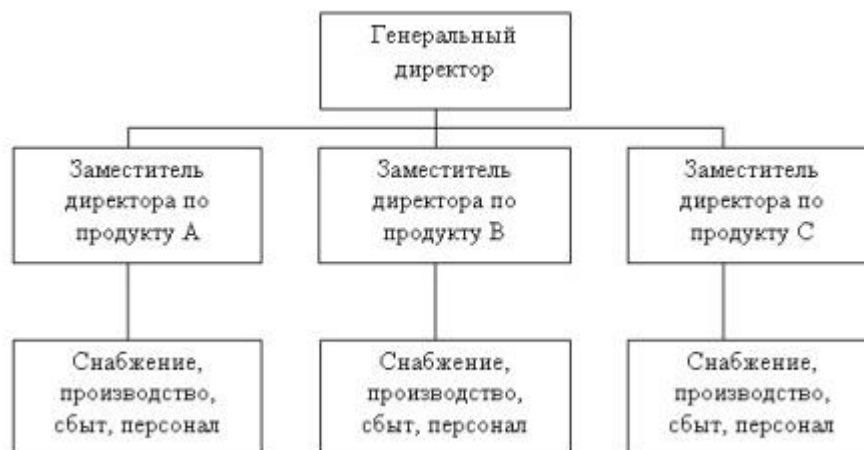 Генеральный
директор
Заместитель
директора по
продукту А
Заместитель
директора по
продукту В
Заместитель
директора по
продукту С
Снабжение,
производство,
сбыт, персонал
Снабжение,
производство,
сбыт, персонал
Снабжение,
производство,
сбыт, персонал